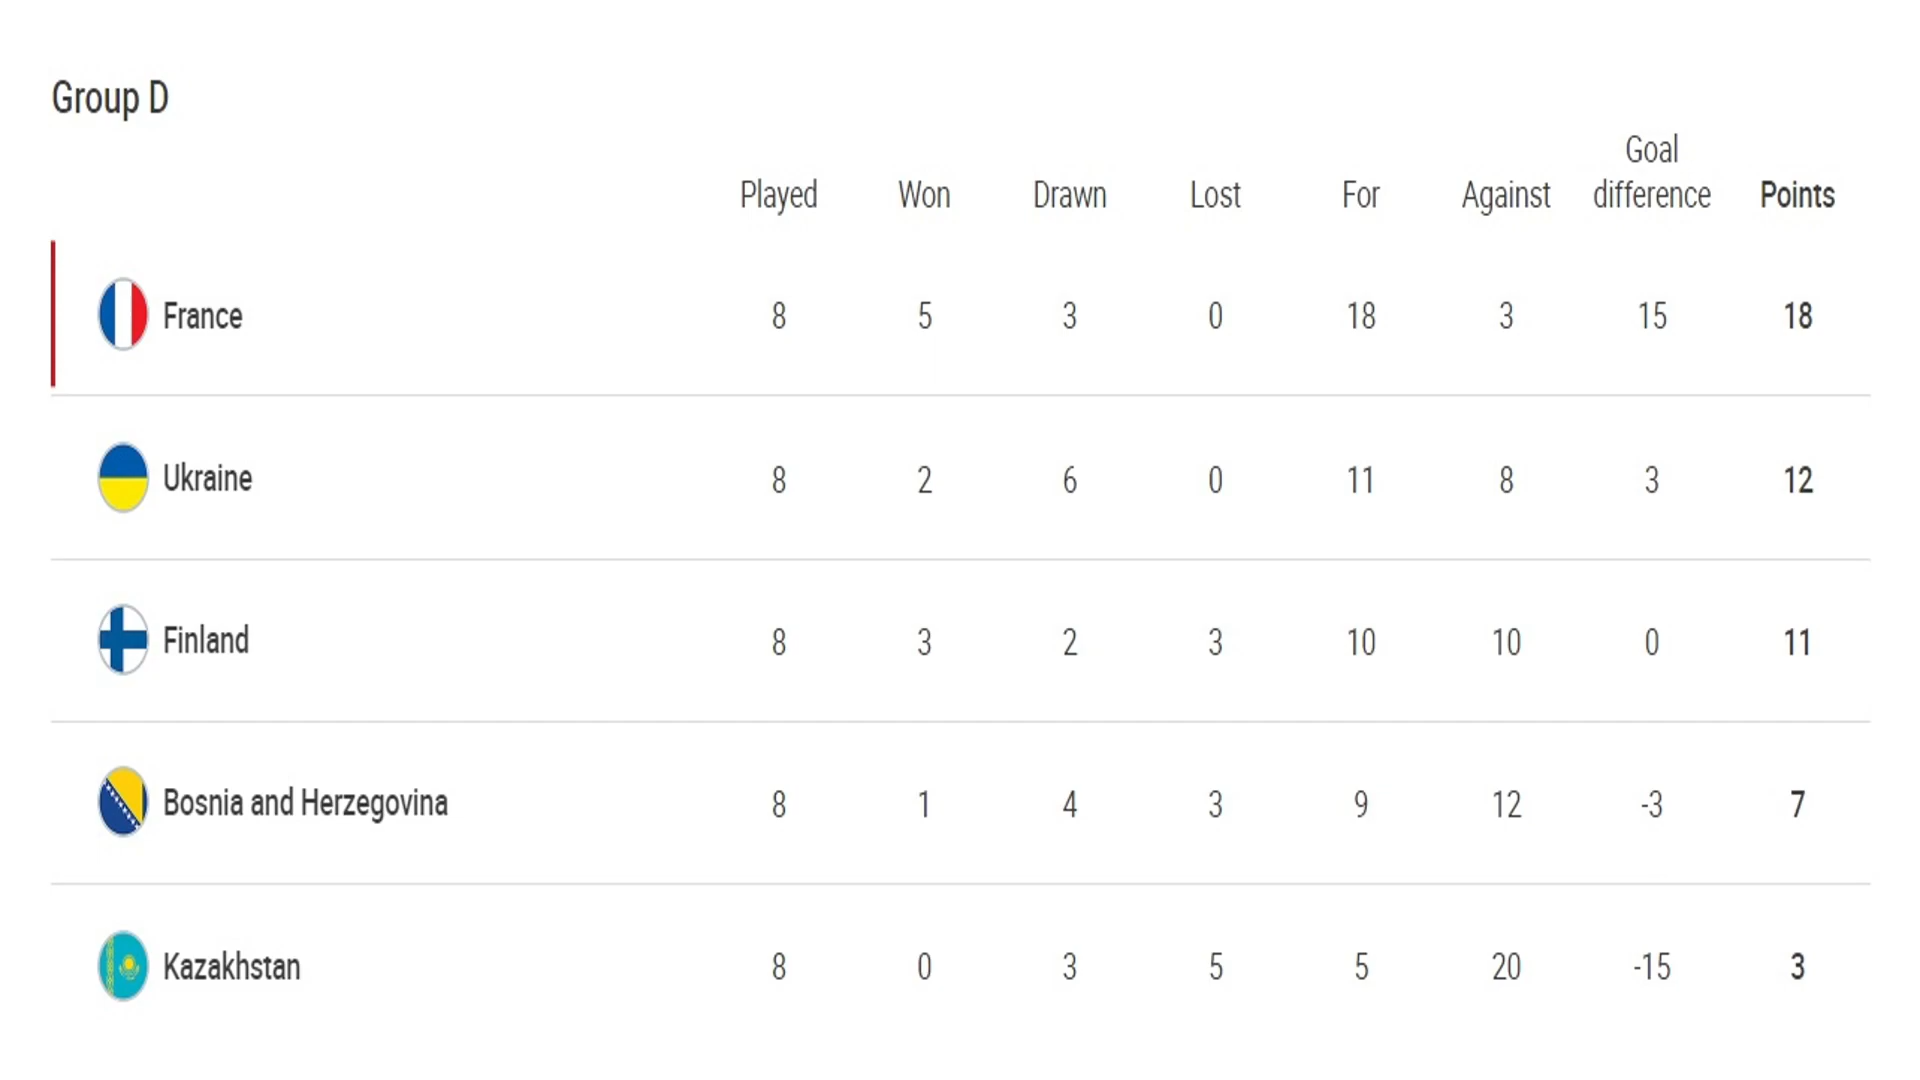 Group D
Played Won Drawn Lost For Against Goal difference Points
France 8 5 3 0 18 3 15 18
Ukraine 8 2 6 0 11 8 3 12
Finland 8 3 2 3 10 10 0 11
Bosnia and Herzegovina 8 1 4 3 9 12 -3 7
Kazakhstan 8 0 3 5 5 20 -15 3